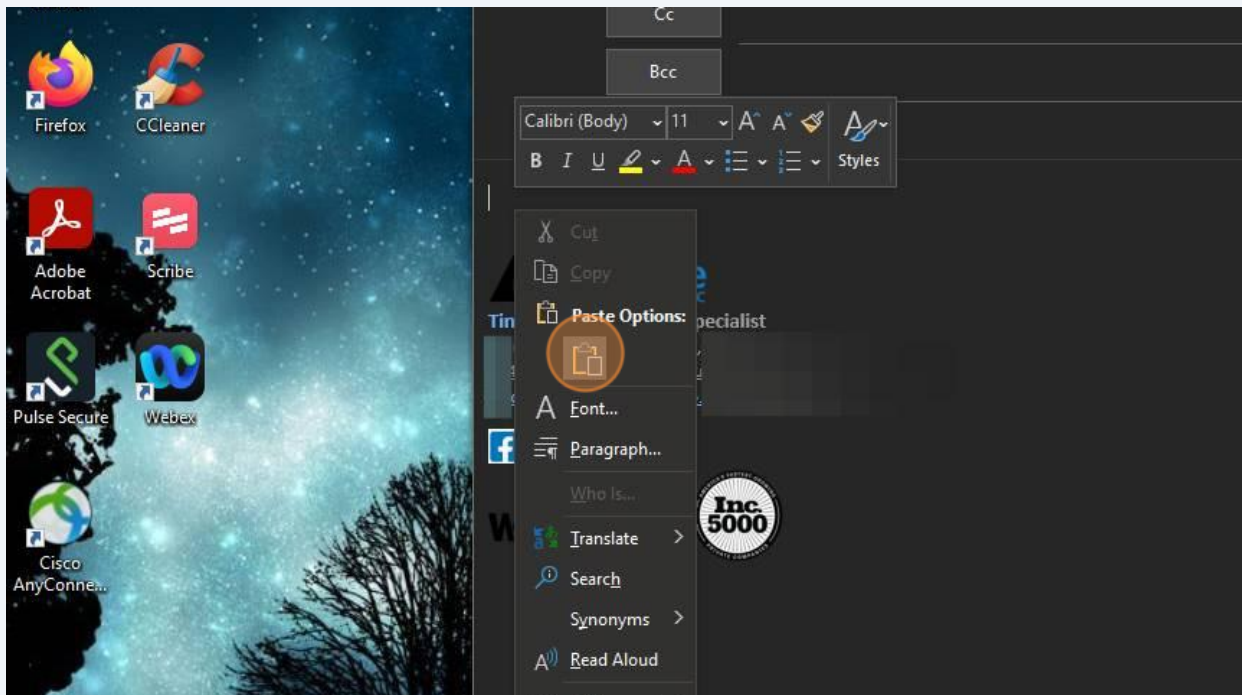 Cc
Bcc
Firefox
CCleaner
Calibri (Body)
11
B I U
Styles
Adobe
Acrobat
Scribe
Cut
Copy
Paste Options:
Tin
pecialist
Pulse Secure
Webex
Font...
Paragraph...
Who Is...
Inc.
5000
W
Translate
Search
Synonyms
Read Aloud
Cisco
AnyConne...